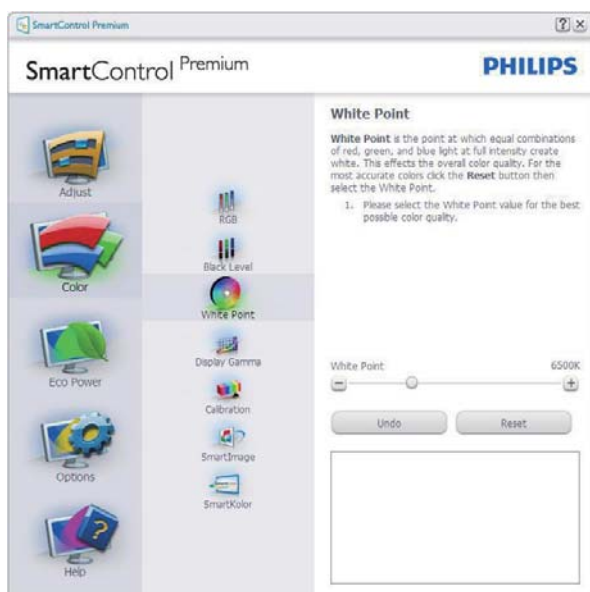 SmartControl Premium
SmartControl Premium
PHILIPS
Adjust
Color
Eco Power
Options
Help
RGB
Black Level
White Point
Display Gamma
Calibration
SmartImage
SmartKolor
White Point
White Point is the point at which equal combinations
of red, green, and blue light at full intensity create
white. This effects the overall color quality. For the
most accurate colors click the Reset button then
select the White Point.
1. Please select the White Point value for the best
possble color quality.
White Point 6500K
Undo Reset